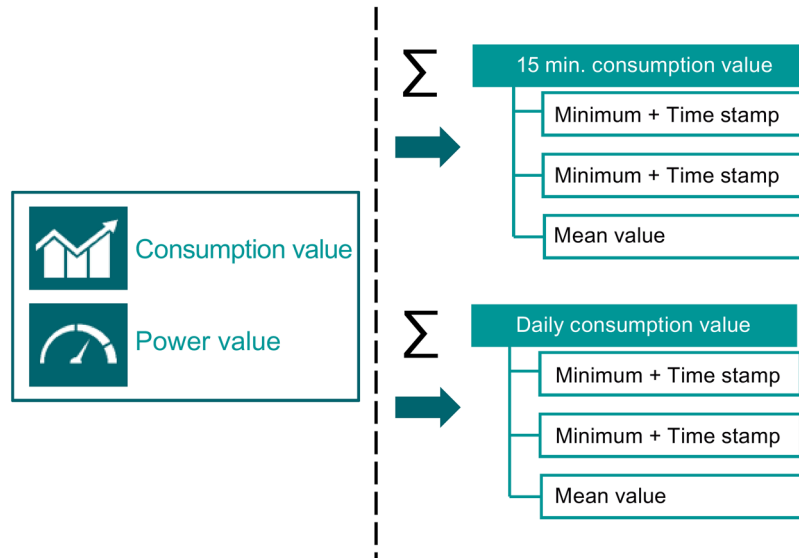 Consumption value
Power value
∑
15 min. consumption value
Minimum + Time stamp
Minimum + Time stamp
Mean value
∑
Daily consumption value
Minimum + Time stamp
Minimum + Time stamp
Mean value